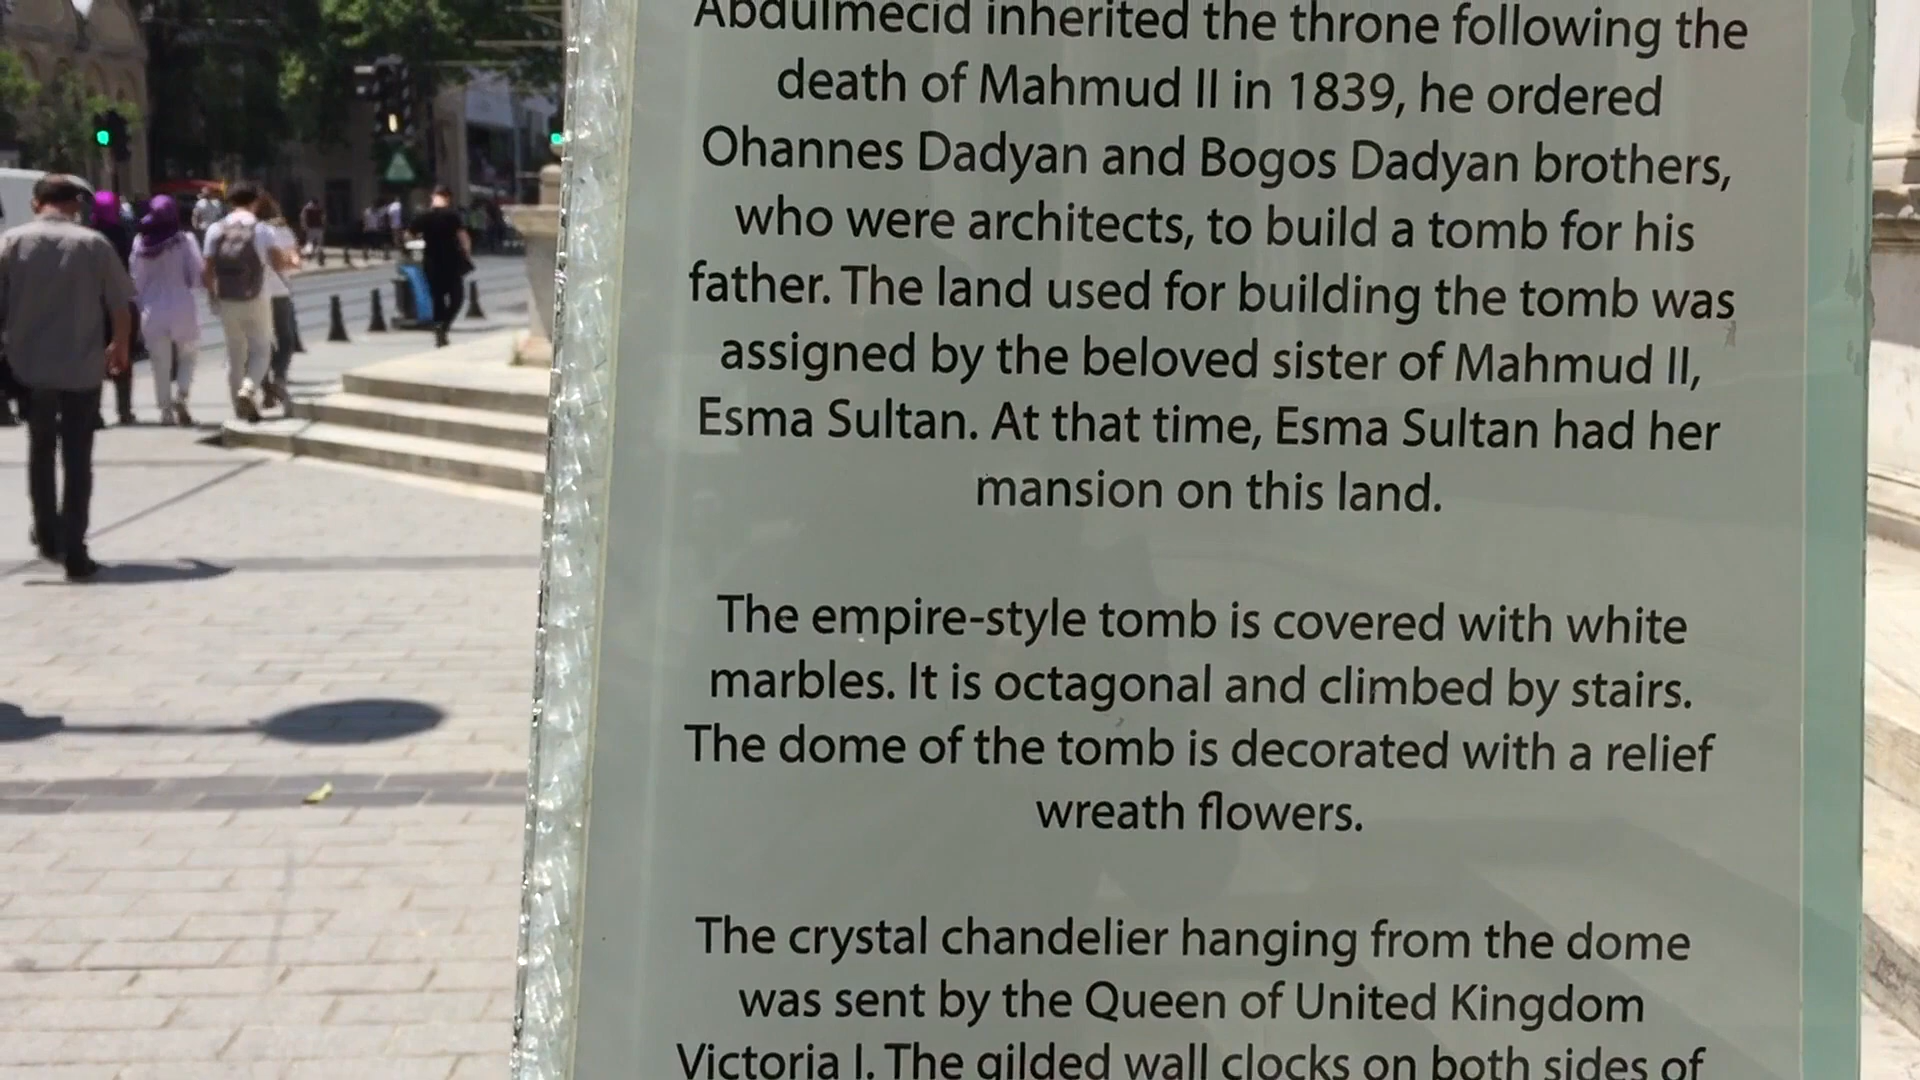 Abdulmecid inherited the throne following the
death of Mahmud II in 1839, he ordered
Ohannes Dadyan and Bogos Dadyan brothers,
who were architects, to build a tomb for his
father. The land used for building the tomb was
assigned by the beloved sister of Mahmud II,
Esma Sultan. At that time, Esma Sultan had her
mansion on this land.
The empire-style tomb is covered with white
marbles. It is octagonal and climbed by stairs.
The dome of the tomb is decorated with a relief
wreath flowers.
The crystal chandelier hanging from the dome
was sent by the Queen of United Kingdom
Victoria I. The gilded wall clocks on both sides of